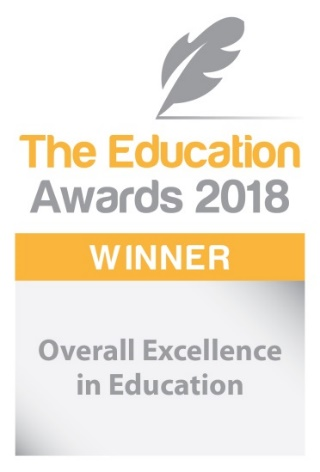 The Education
Awards 2018
WINNER
Overall Excellence
in Education